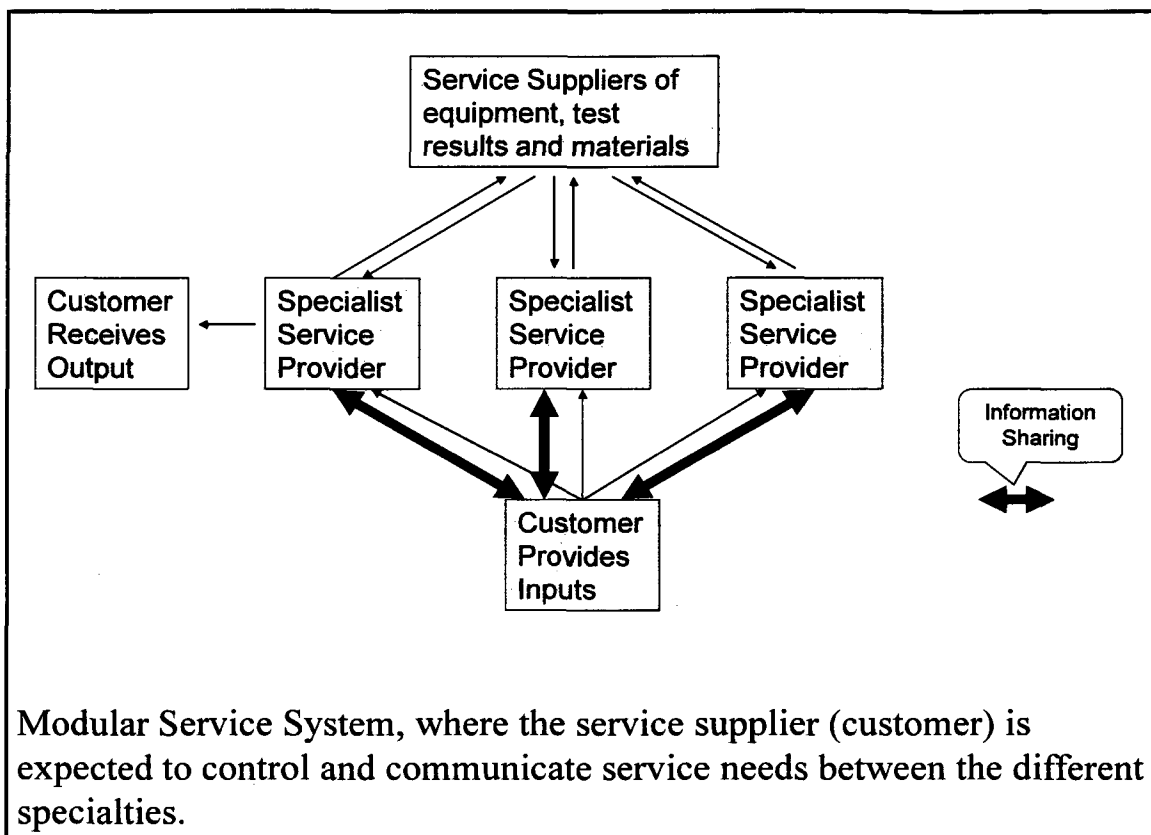 Service Suppliers of
equipment, test
results and materials
Customer
Receives
Output
Specialist
Service
Provider
Specialist
Service
Provider
Specialist
Service
Provider
Information
Sharing
Customer
Provides
Inputs
Modular Service System, where the service supplier (customer) is
expected to control and communicate service needs between the different
specialties.